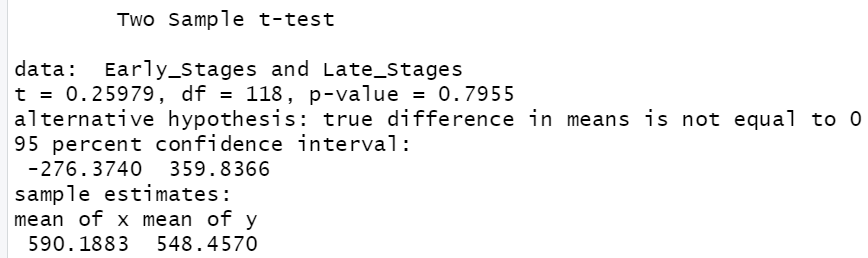 Two Sample t-test
data:  Early_Stages and Late_Stages
t = 0.25979, df = 118, p-value = 0.7955
alternative hypothesis: true difference in means is not equal to 0
95 percent confidence interval:
 -276.3740  359.8366
sample estimates:
mean of x mean of y
 590.1883  548.4570